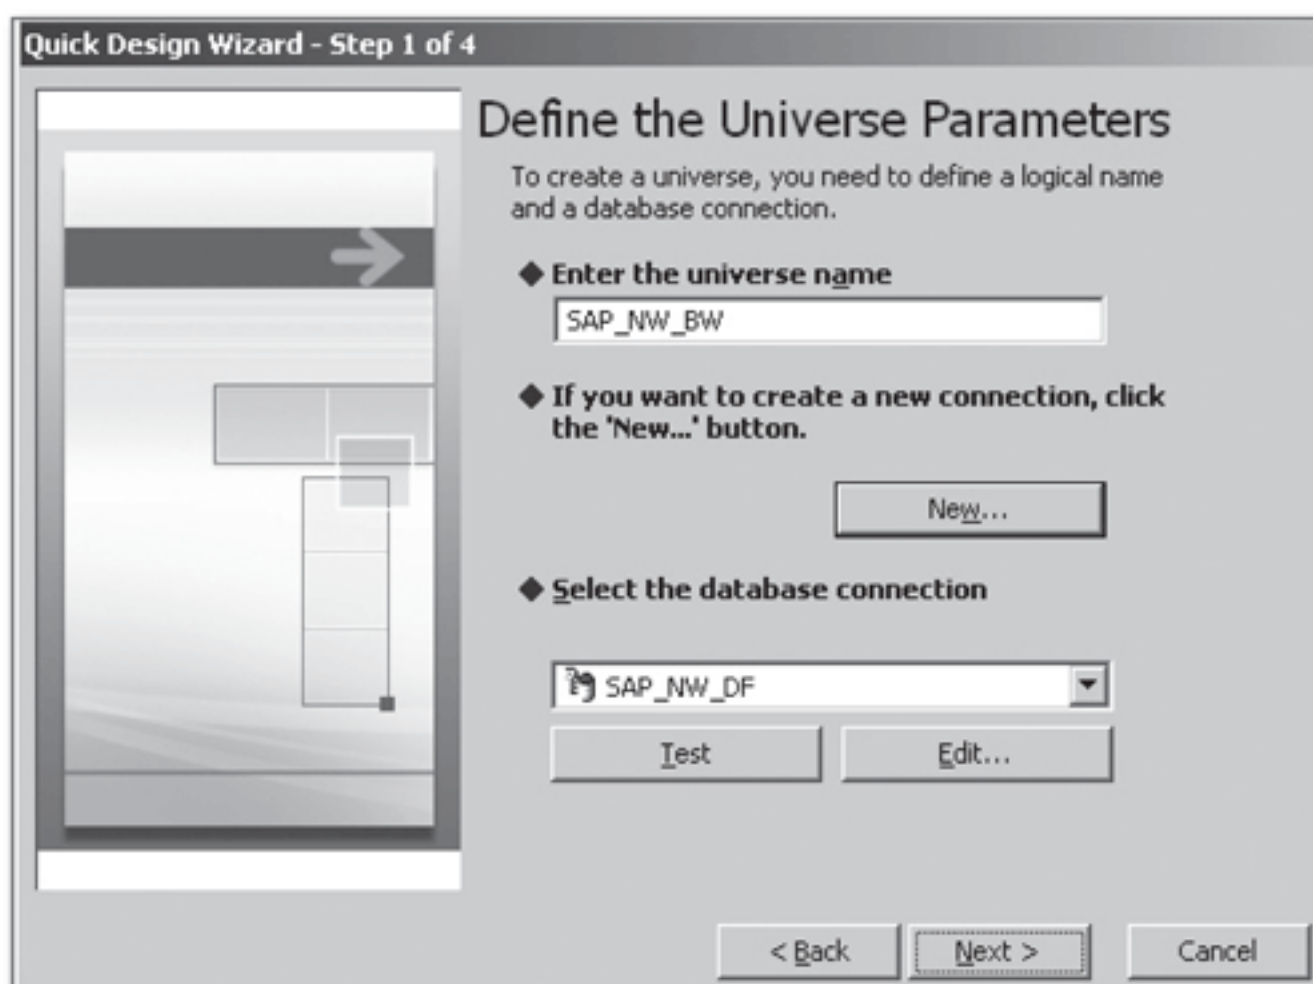 Quick Design Wizard - Step 1 of 4
Define the Universe Parameters
To create a universe, you need to define a logical name
and a database connection.
Enter the universe name
SAP_NW_BW
If you want to create a new connection, click
the 'New...' button.
New...
Select the database connection
SAP_NW_DF
Test
Edit...
< Back
Next >
Cancel